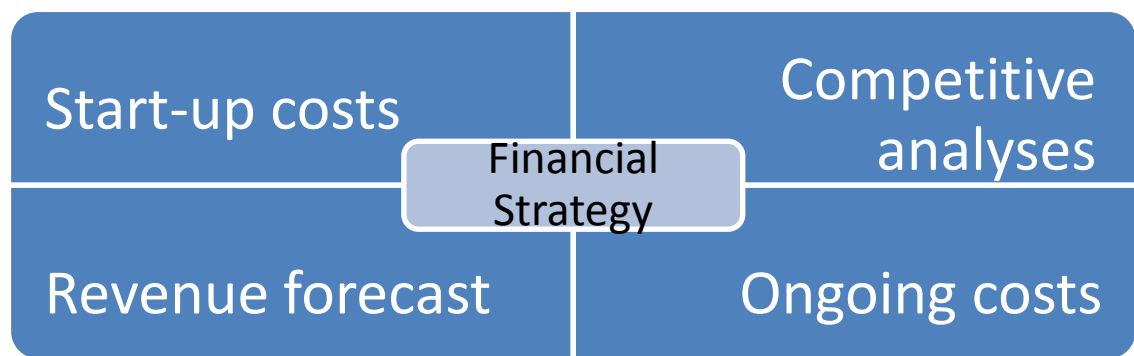 Start-up costs
Competitive
analyses
Financial
Strategy
Revenue forecast
Ongoing costs